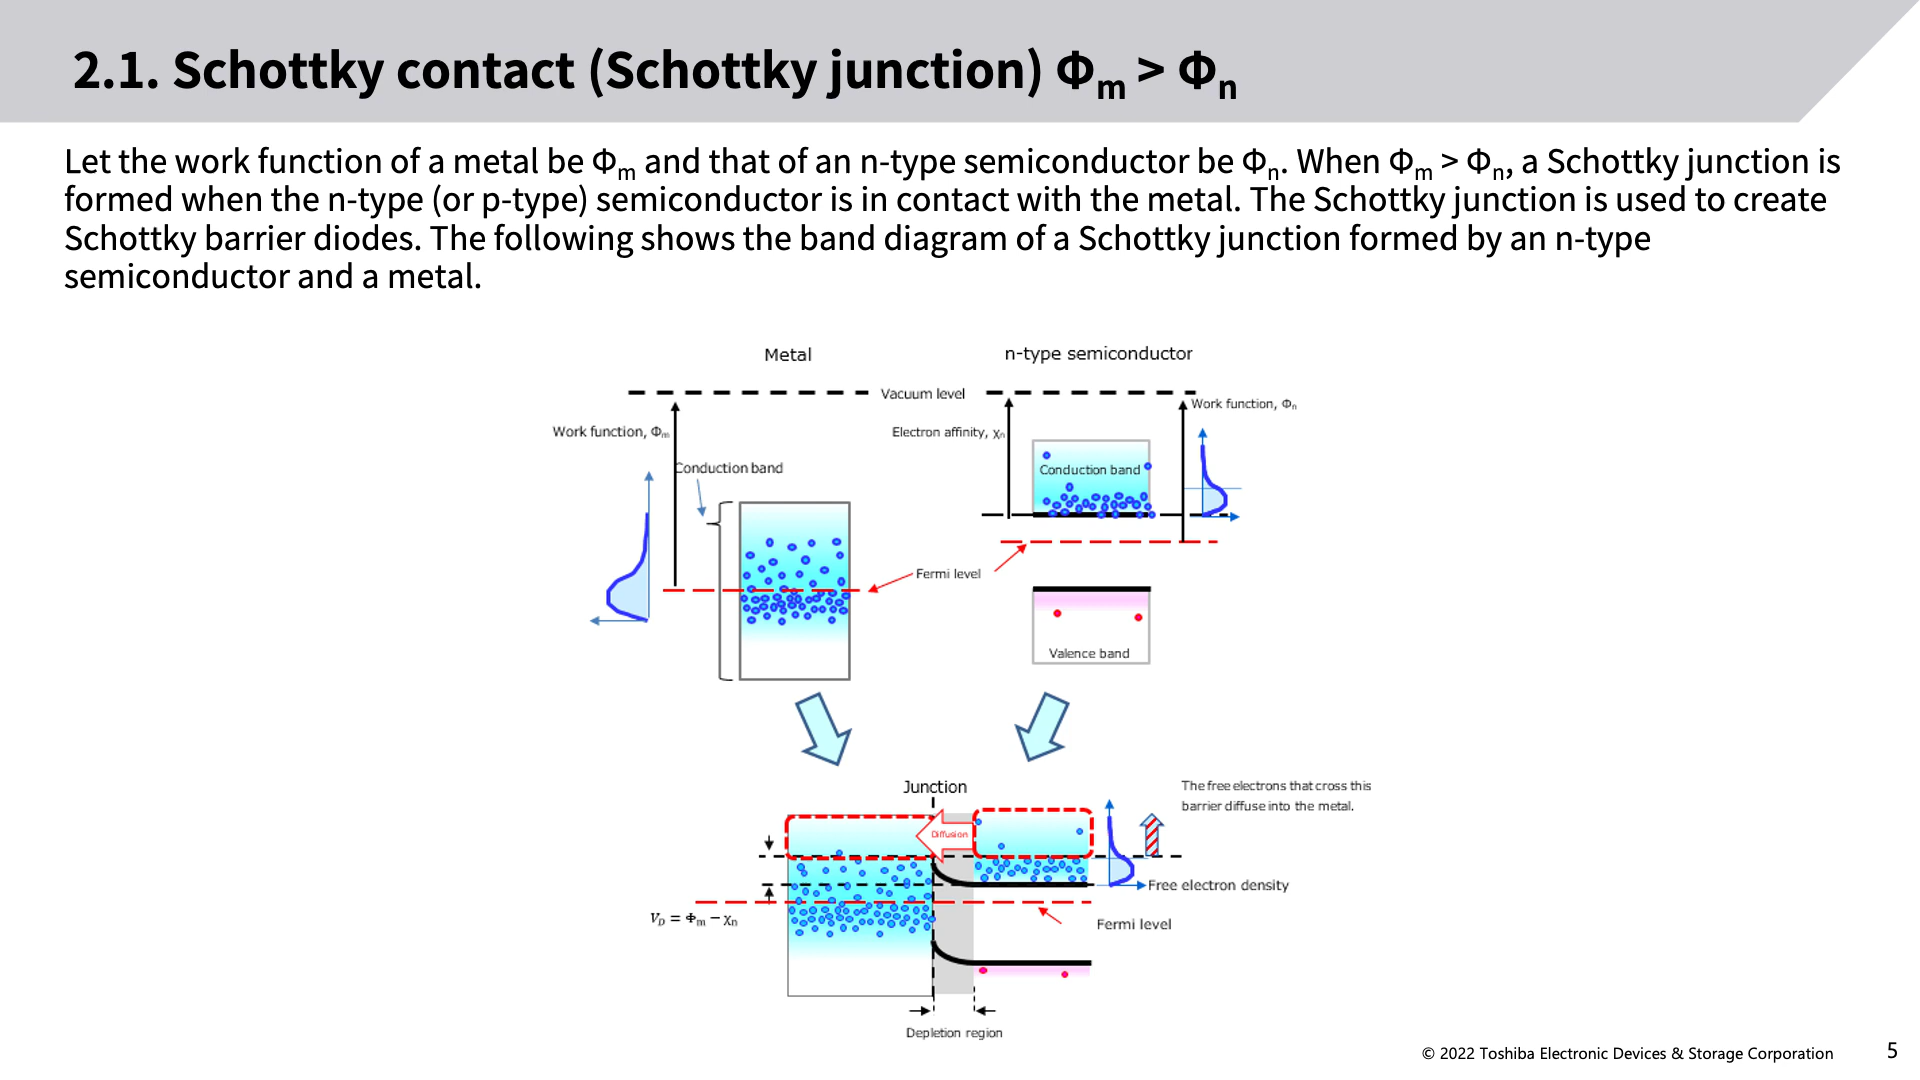 2.1. Schottky contact (Schottky junction) Φm > Φn
Let the work function of a metal be Φm and that of an n-type semiconductor be Φn. When Φm > Φn, a Schottky junction is
formed when the n-type (or p-type) semiconductor is in contact with the metal. The Schottky junction is used to create
Schottky barrier diodes. The following shows the band diagram of a Schottky junction formed by an n-type
semiconductor and a metal.
Metal
n-type semiconductor
Vacuum level
Work function, Φm
Electron affinity, χn
Work function, Φn
Conduction band
Conduction band
Fermi level
Valence band
Junction
The free electrons that cross this
barrier diffuse into the metal.
Diffusion
Free electron density
VD = Φm − χn
Fermi level
Depletion region
© 2022 Toshiba Electronic Devices & Storage Corporation
5